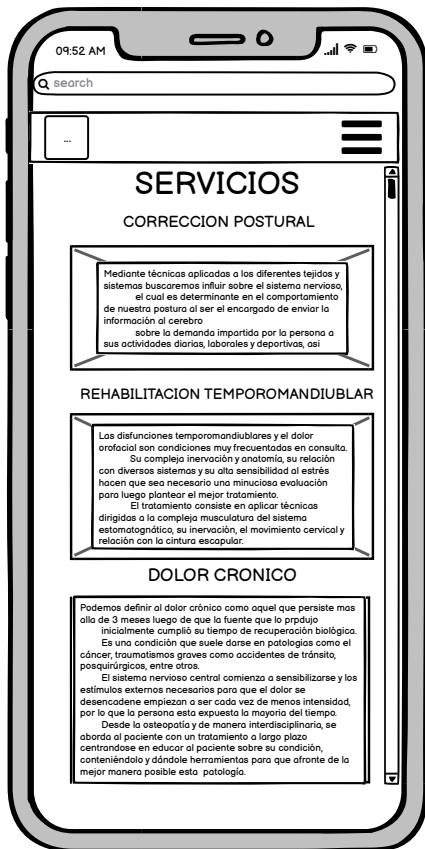 09:52 AM
search
...
SERVICIOS
CORRECCION POSTURAL
Mediante técnicas aplicadas a los diferentes tejidos y
sistemas buscaremos influir sobre el sistema nervioso,
el cual es determinante en el comportamiento
de nuestra postura al ser el encargado de enviar la
información al cerebro
sobre la demanda impartida por la persona a
sus actividades diarias, laborales y deportivas, asi
REHABILITACION TEMPOROMANDIUBLAR
Las disfunciones temporomandiublares y el dolor
orofacial son condiciones muy frecuentadas en consulta.
Su compleja inervación y anatomía, su relación
con diversos sistemas y su alta sensibilidad al estrés
hacen que sea necesario una minuciosa evaluación
para luego plantear el mejor tratamiento.
El tratamiento consiste en aplicar técnicas
dirigidas a la compleja musculatura del sistema
estomatognático, su inervación, el movimiento cervical y
relación con la cintura escapular.
DOLOR CRONICO
Podemos definir al dolor crónico como aquel que persiste mas
alla de 3 meses luego de que la fuente que lo prpdujo
inicialmente cumplió su tiempo de recuperación biológica.
Es una condición que suele darse en patologias como el
cáncer, traumatismos graves como accidentes de tránsito,
posquirúrgicos, entre otros.
El sistema nervioso central comienza a sensibilizarse y los
estímulos externos necesarios para que el dolor se
desencadene empiezan a ser cada vez de menos intensidad,
por lo que la persona esta expuesta la mayoria del tiempo.
Desde la osteopatía y de manera interdisciplinaria, se
aborda al paciente con un tratamiento a largo plazo
centrandose en educar al paciente sobre su condición,
conteniéndolo y dándole herramientas para que afronte de la
mejor manera posible esta patología.